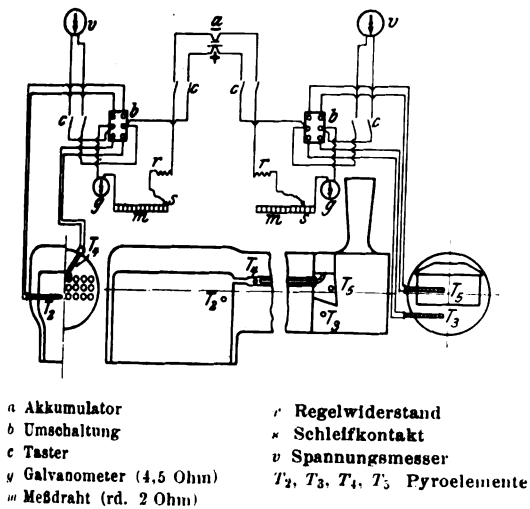 v
a
v
+
c
b
c
c
b
c
r
r
g
m
s
m
s
g
T4
T2
T2
T4
T5
T3
T5
T3
a Akkumulator
b Umschaltung
c Taster
g Galvanometer (4,5 Ohm)
m Meßdraht (rd. 2 Ohm)
r Regelwiderstand
s Schleifkontakt
v Spannungsmesser
T2, T3, T4, T5 Pyroelemente